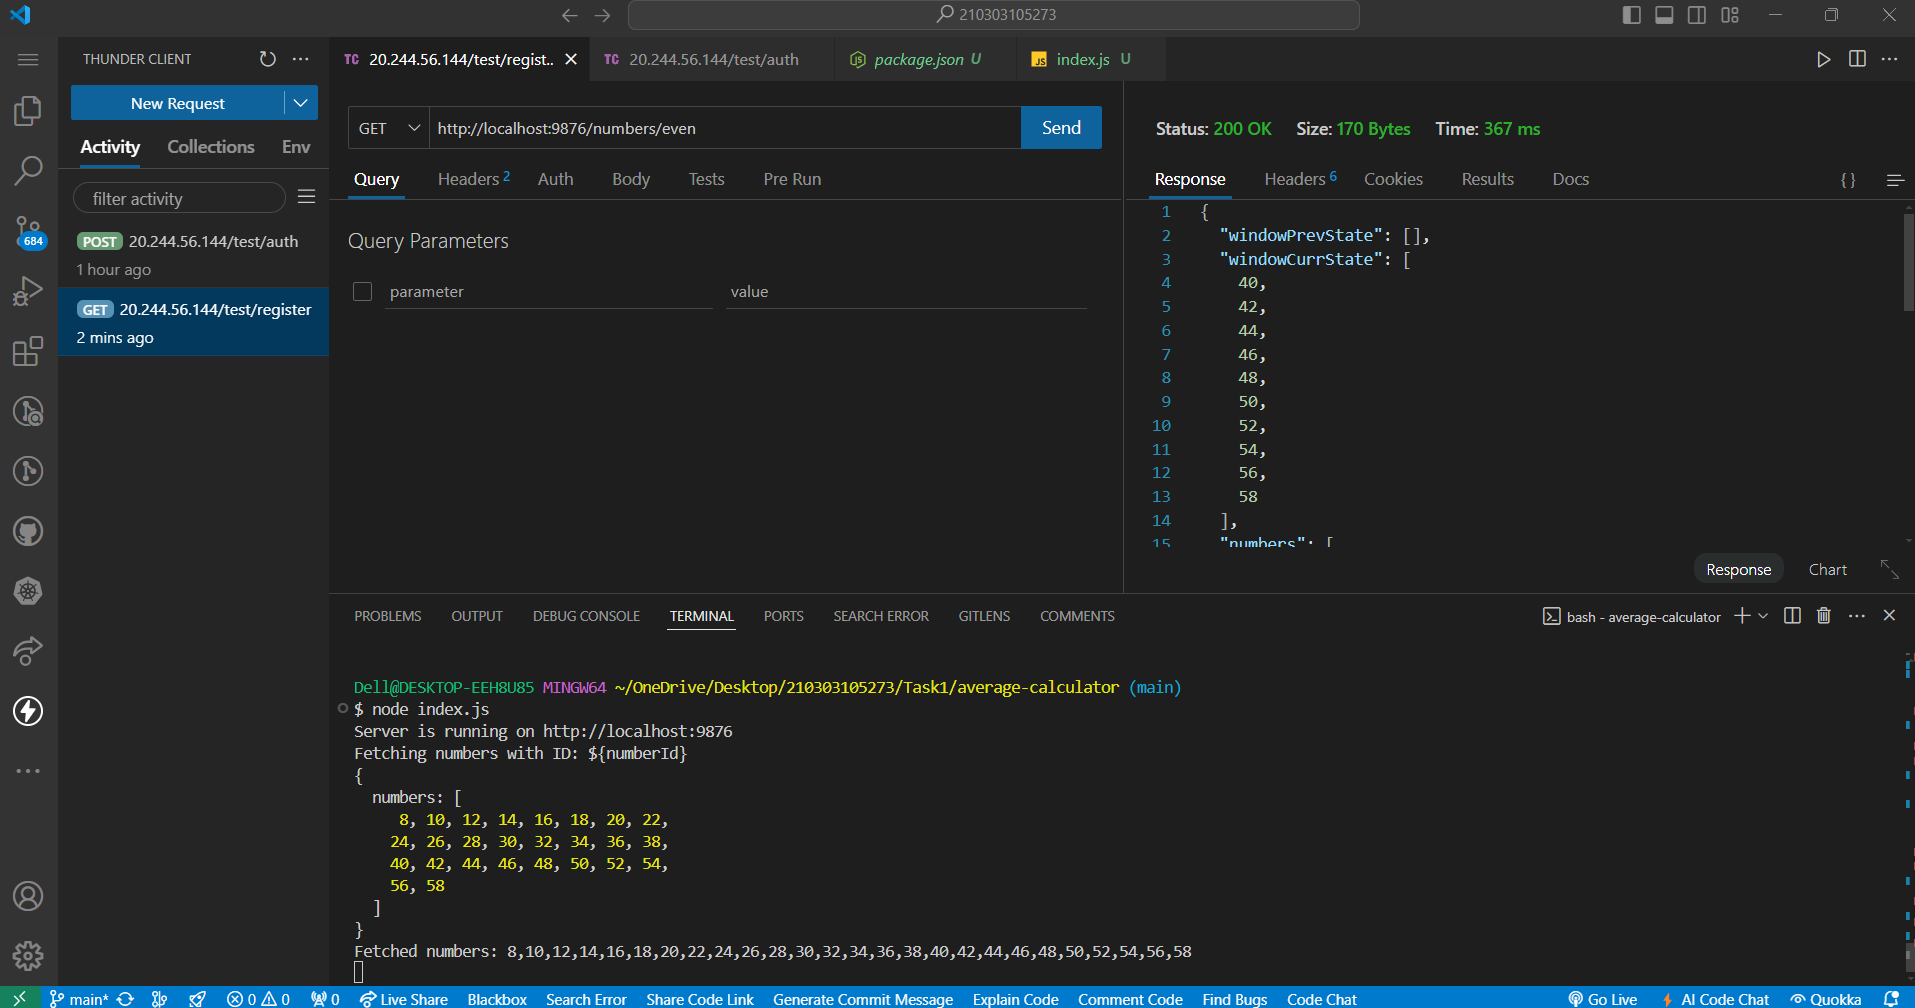 210303105273
THUNDER CLIENT
New Request
Activity Collections Env
filter activity
POST 20.244.56.144/test/auth
1 hour ago
GET 20.244.56.144/test/register
2 mins ago
684
TC 20.244.56.144/test/regist..
TC 20.244.56.144/test/auth
JS package.json U
JS index.js U
GET http://localhost:9876/numbers/even Send
Query Headers 2 Auth Body Tests Pre Run
Query Parameters
parameter value
Status: 200 OK Size: 170 Bytes Time: 367 ms
Response Headers 6 Cookies Results Docs { }
1 {
2 "windowPrevState": [],
3 "windowCurrState": [
4 40,
5 42,
6 44,
7 46,
8 48,
9 50,
10 52,
11 54,
12 56,
13 58
14 ],
15 "numbers": [
Response Chart
PROBLEMS OUTPUT DEBUG CONSOLE TERMINAL PORTS SEARCH ERROR GITLENS COMMENTS
bash - average-calculator
Dell@DESKTOP-EEH8U85 MINGW64 ~/OneDrive/Desktop/210303105273/Task1/average-calculator (main)
$ node index.js
Server is running on http://localhost:9876
Fetching numbers with ID: ${numberId}
{
numbers: [
8, 10, 12, 14, 16, 18, 20, 22,
24, 26, 28, 30, 32, 34, 36, 38,
40, 42, 44, 46, 48, 50, 52, 54,
56, 58
]
}
Fetched numbers: 8,10,12,14,16,18,20,22,24,26,28,30,32,34,36,38,40,42,44,46,48,50,52,54,56,58
main* 0 0 0 Live Share Blackbox Search Error Share Code Link Generate Commit Message Explain Code Comment Code Find Bugs Code Chat Go Live AI Code Chat Quokka